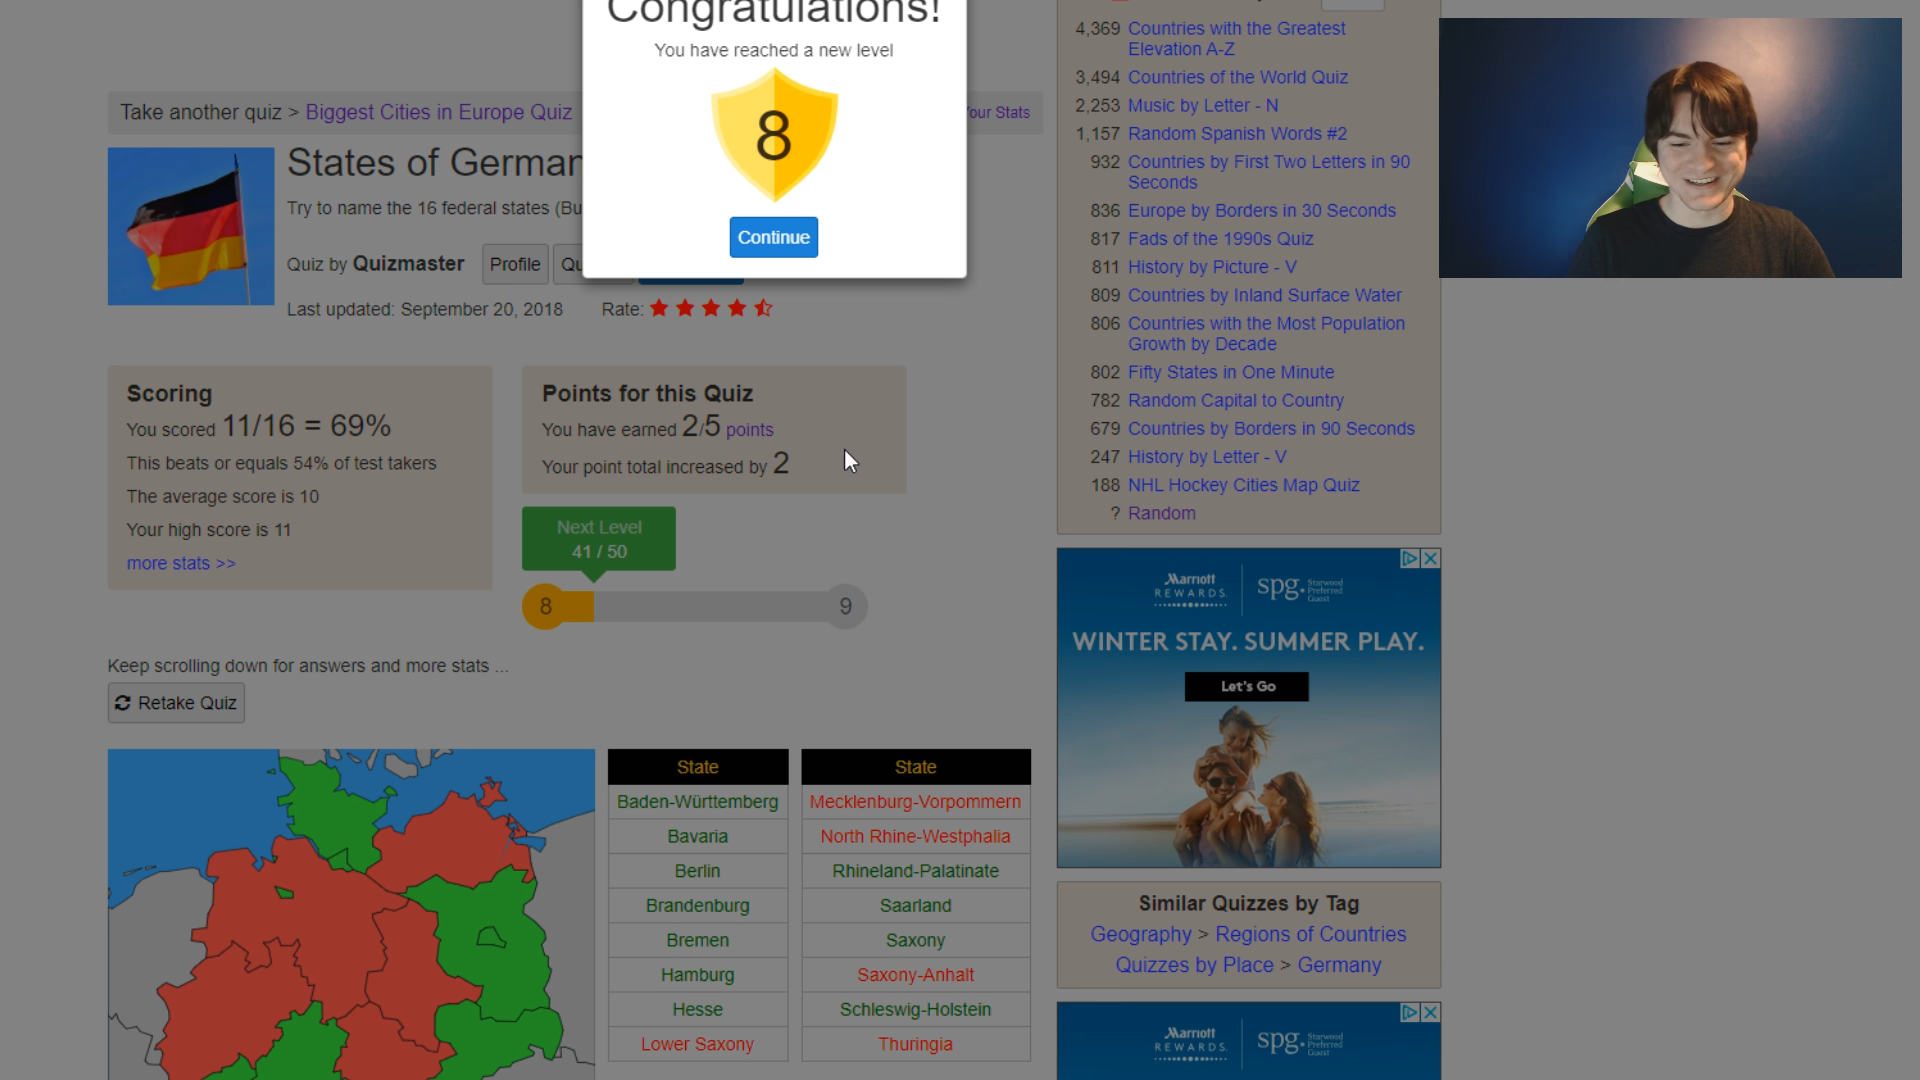 Congratulations!
You have reached a new level
8
Continue
Take another quiz > Biggest Cities in Europe Quiz
our Stats
States of German
Try to name the 16 federal states (Bu
Quiz by Quizmaster
Profile
Qu
Last updated: September 20, 2018
Rate:
Scoring
You scored 11/16 = 69%
This beats or equals 54% of test takers
The average score is 10
Your high score is 11
more stats >>
Points for this Quiz
You have earned 2/5 points
Your point total increased by 2
Next Level
41 / 50
8
9
Keep scrolling down for answers and more stats ...
Retake Quiz
State
Baden-Württemberg
Bavaria
Berlin
Brandenburg
Bremen
Hamburg
Hesse
Lower Saxony
State
Mecklenburg-Vorpommern
North Rhine-Westphalia
Rhineland-Palatinate
Saarland
Saxony
Saxony-Anhalt
Schleswig-Holstein
Thuringia
4,369 Countries with the Greatest
Elevation A-Z
3,494 Countries of the World Quiz
2,253 Music by Letter - N
1,157 Random Spanish Words #2
932 Countries by First Two Letters in 90
Seconds
836 Europe by Borders in 30 Seconds
817 Fads of the 1990s Quiz
811 History by Picture - V
809 Countries by Inland Surface Water
806 Countries with the Most Population
Growth by Decade
802 Fifty States in One Minute
782 Random Capital to Country
679 Countries by Borders in 90 Seconds
247 History by Letter - V
188 NHL Hockey Cities Map Quiz
? Random
Marriott
REWARDS.
spg.
Starwood
Preferred
Guest
WINTER STAY. SUMMER PLAY.
Let's Go
Similar Quizzes by Tag
Geography > Regions of Countries
Quizzes by Place > Germany
Marriott
REWARDS.
spg.
Starwood
Preferred
Guest